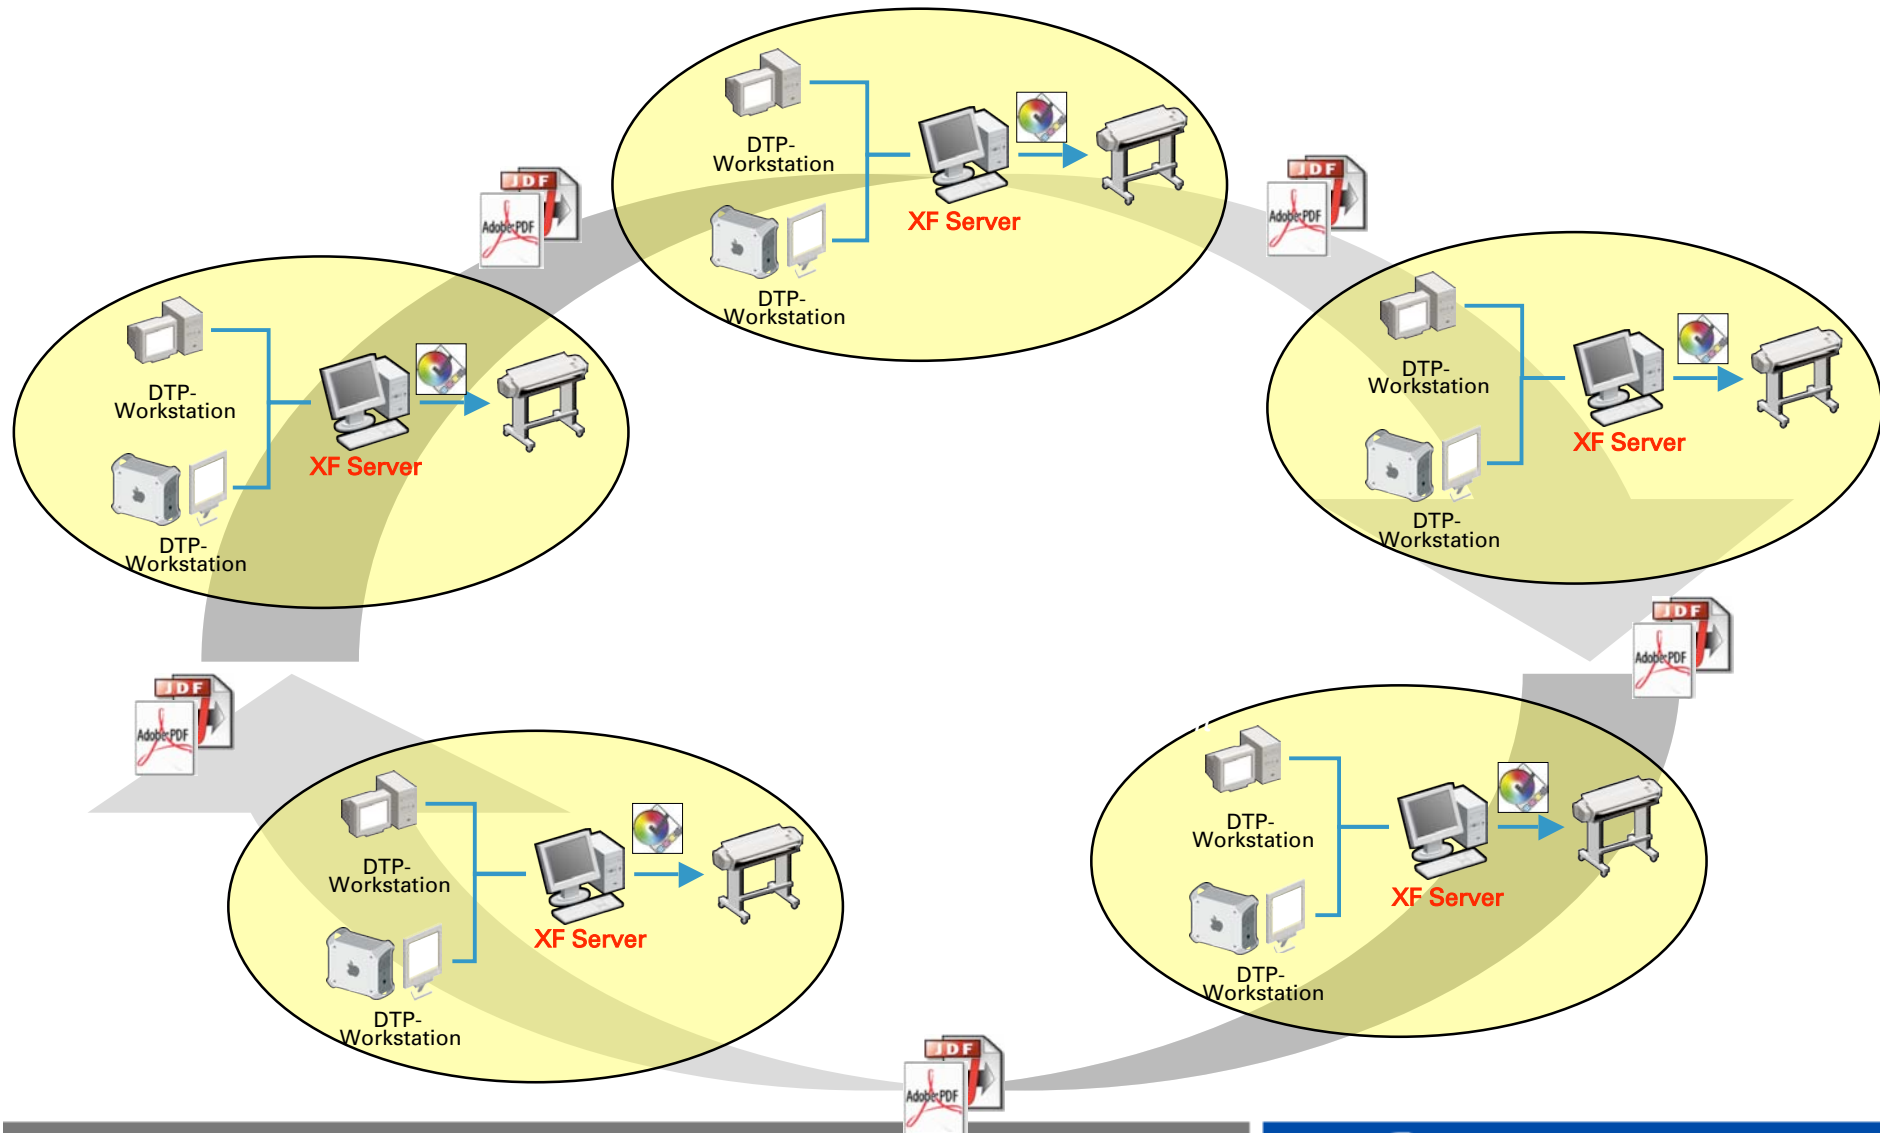 DTP-
Workstation
XF Server
DTP-
Workstation
JDF
Adobe PDF
JDF
Adobe PDF
DTP-
Workstation
XF Server
DTP-
Workstation
DTP-
Workstation
XF Server
DTP-
Workstation
JDF
Adobe PDF
JDF
Adobe PDF
DTP-
Workstation
XF Server
DTP-
Workstation
DTP-
Workstation
XF Server
DTP-
Workstation
JDF
Adobe PDF